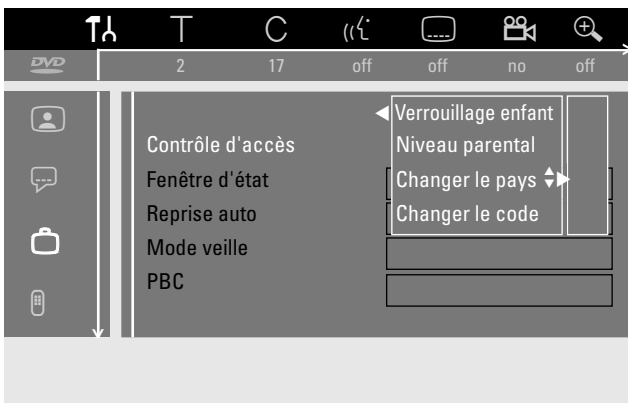 T C
DVD 2 17 off off no off
Verrouillage enfant
Contrôle d'accès Niveau parental
Fenêtre d'état Changer le pays
Reprise auto Changer le code
Mode veille
PBC